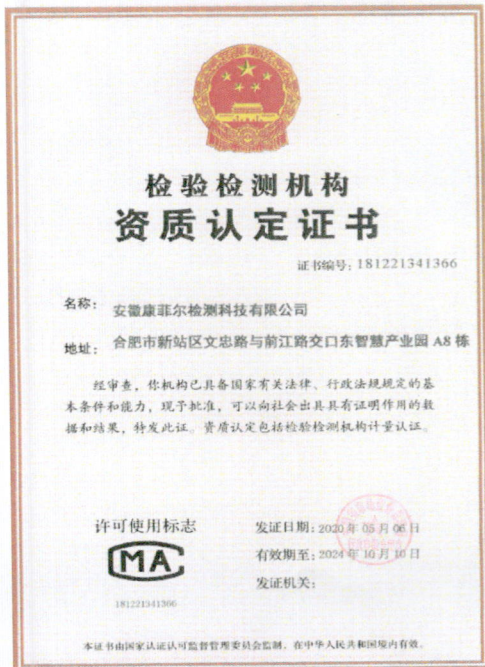 检验检测机构
资质认定证书
证书编号：181221341366
名称：安徽康菲尔检测科技有限公司
地址：合肥市新站区文忠路与前江路交口东智慧产业园 A8 栋
经审查，你机构已具备国家有关法律、行政法规规定的基
本条件和能力，现予批准，可以向社会出具具有证明作用的数
据和结果，特发此证。资质认定包括检验检测机构计量认证。
许可使用标志
MA
181221341366
发证日期：2020 年 05 月 06 日
有效期至：2024 年 10 月 10 日
发证机关：
本证书由国家认证认可监督管理委员会监制，在中华人民共和国境内有效。